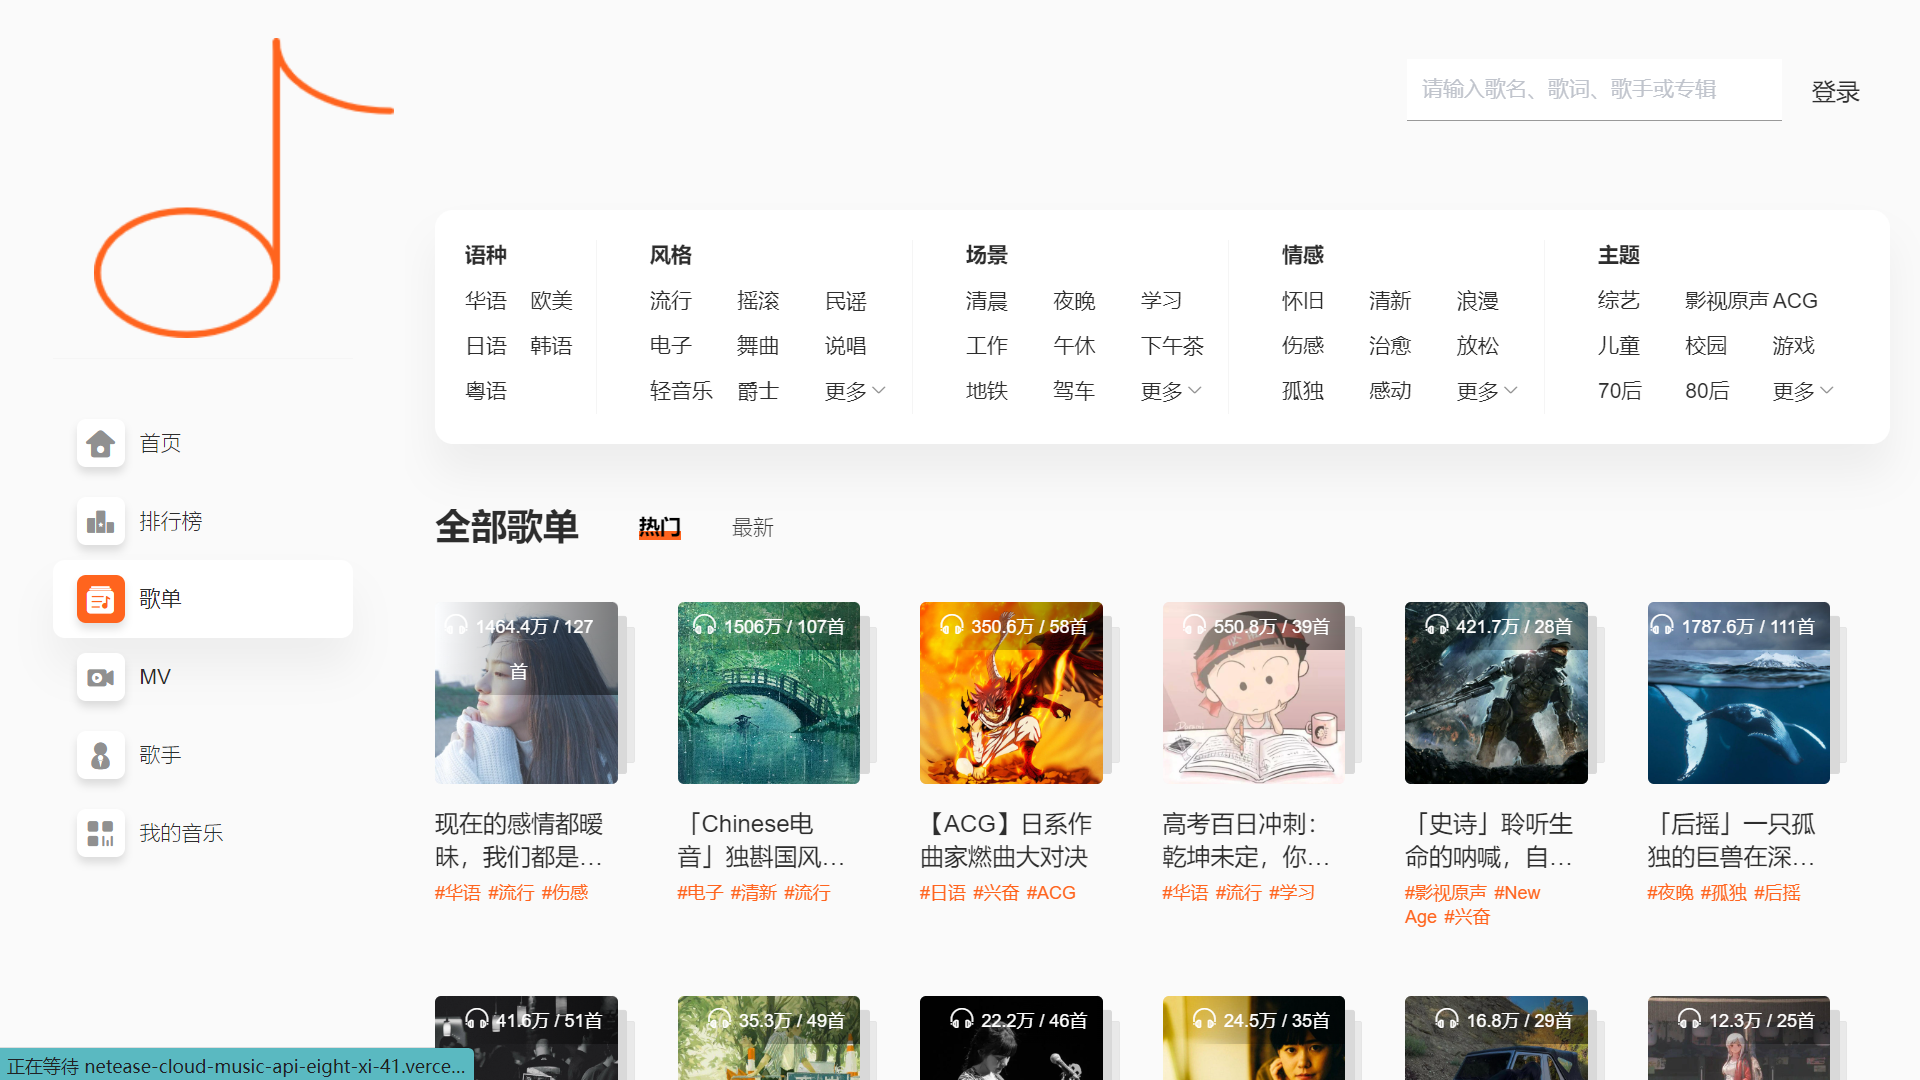 请输入歌名、歌词、歌手或专辑
登录
语种
华语 欧美
日语 韩语
粤语
风格
流行 摇滚 民谣
电子 舞曲 说唱
轻音乐 爵士 更多
场景
清晨 夜晚 学习
工作 午休 下午茶
地铁 驾车 更多
情感
怀旧 清新 浪漫
伤感 治愈 放松
孤独 感动 更多
主题
综艺 影视原声 ACG
儿童 校园 游戏
70后 80后 更多
首页
排行榜
歌单
MV
歌手
我的音乐
全部歌单 热门 最新
1464.4万 / 127
首
现在的感情都暧
昧，我们都是…
#华语 #流行 #伤感
1506万 / 107首
「Chinese电
音」独斟国风…
#电子 #清新 #流行
350.6万 / 58首
【ACG】日系作
曲家燃曲大对决
#日语 #兴奋 #ACG
550.8万 / 39首
高考百日冲刺：
乾坤未定，你…
#华语 #流行 #学习
421.7万 / 28首
「史诗」聆听生
命的呐喊，自…
#影视原声 #New
Age #兴奋
1787.6万 / 111首
「后摇」一只孤
独的巨兽在深…
#夜晚 #孤独 #后摇
41.6万 / 51首
35.3万 / 49首
22.2万 / 46首
24.5万 / 35首
16.8万 / 29首
12.3万 / 25首
正在等待 netease-cloud-music-api-eight-xi-41.verce...